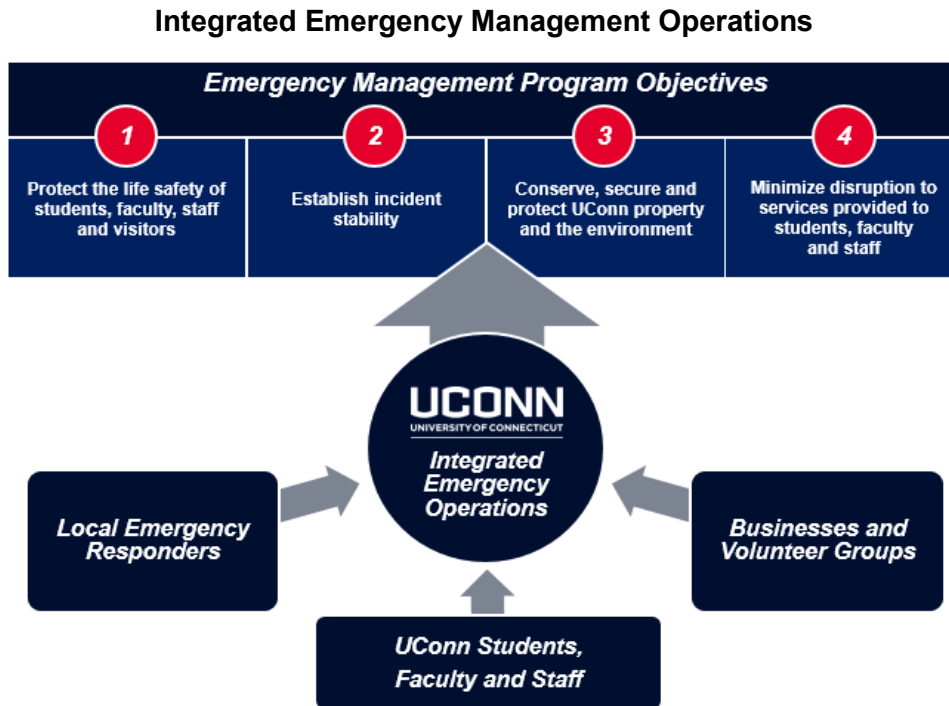 Integrated Emergency Management Operations
Emergency Management Program Objectives
1
2
3
4
Protect the life safety of
students, faculty, staff
and visitors
Establish incident
stability
Conserve, secure and
protect UConn property
and the environment
Minimize disruption to
services provided to
students, faculty
and staff
UCONN
UNIVERSITY OF CONNECTICUT
Integrated
Emergency
Operations
Local Emergency
Responders
Businesses and
Volunteer Groups
UConn Students,
Faculty and Staff